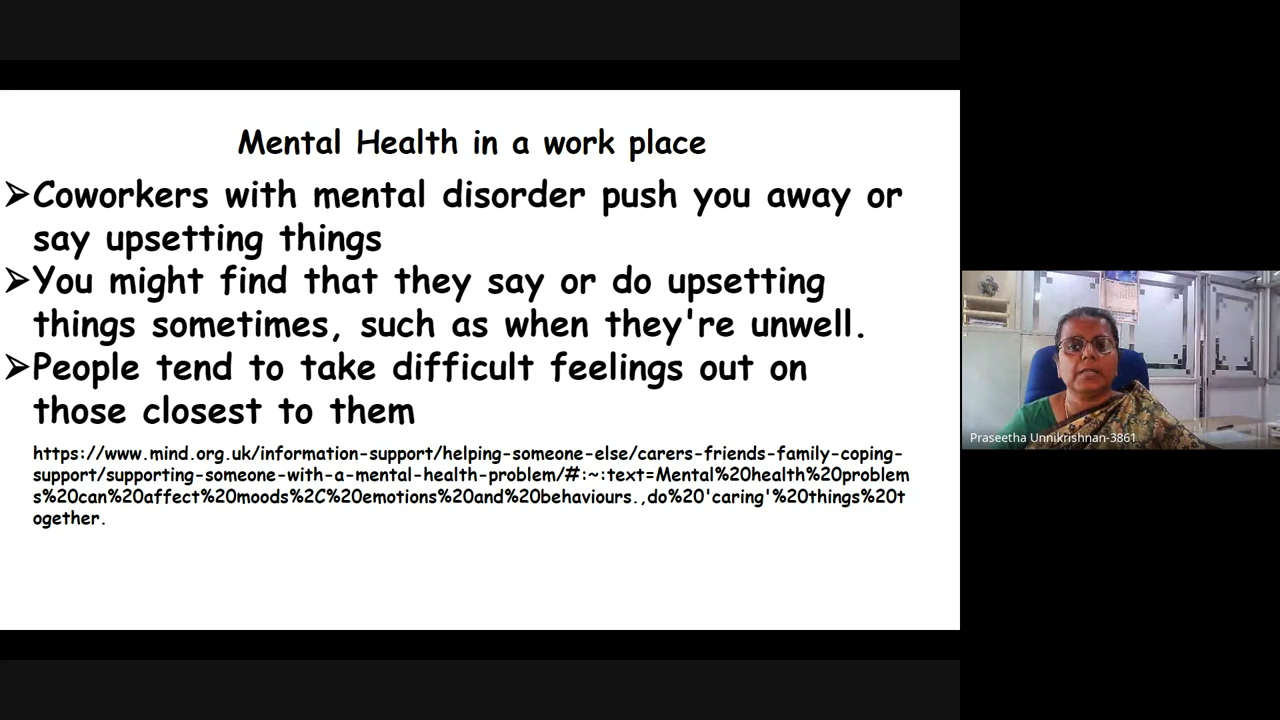 Mental Health in a work place
➢Coworkers with mental disorder push you away or
say upsetting things
➢You might find that they say or do upsetting
things sometimes, such as when they're unwell.
➢People tend to take difficult feelings out on
those closest to them
https://www.mind.org.uk/information-support/helping-someone-else/carers-friends-family-coping-
support/supporting-someone-with-a-mental-health-problem/#:~:text=Mental%20health%20problem
s%20can%20affect%20moods%2C%20emotions%20and%20behaviours.,do%20'caring'%20things%20t
ogether.
Praseetha Unnikrishnan-3861